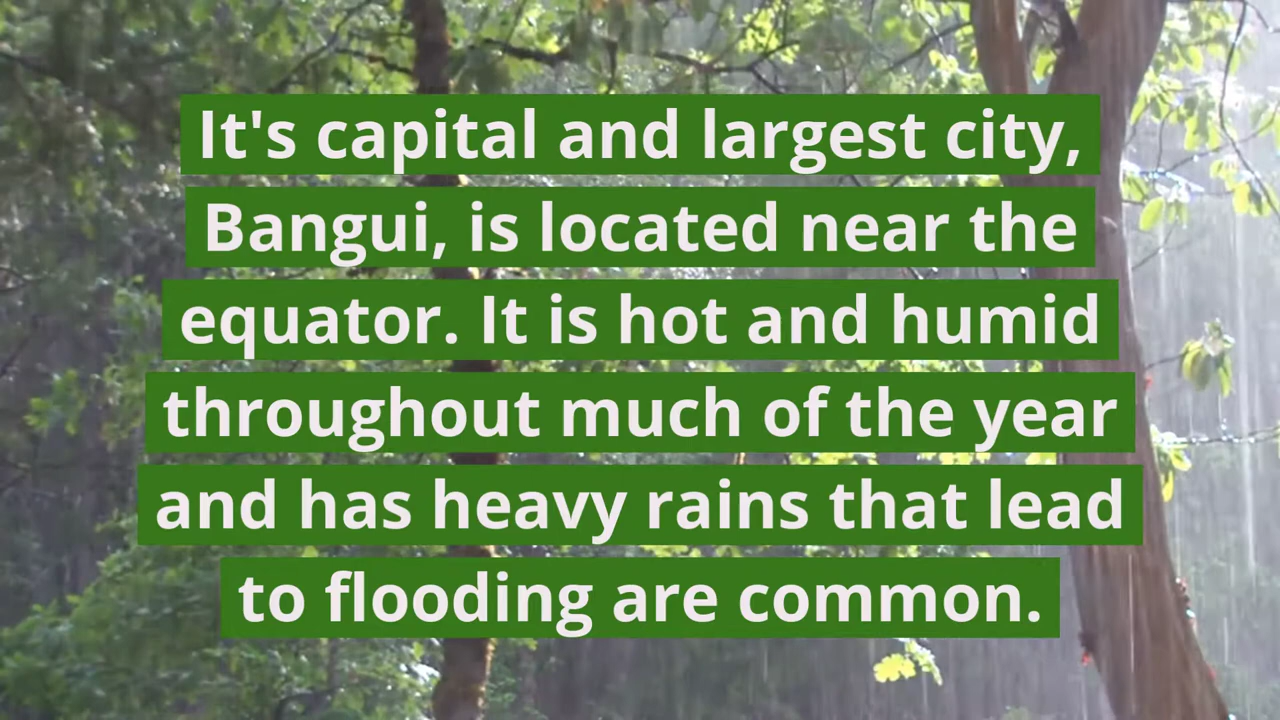 It's capital and largest city,
Bangui, is located near the
equator. It is hot and humid
throughout much of the year
and has heavy rains that lead
to flooding are common.